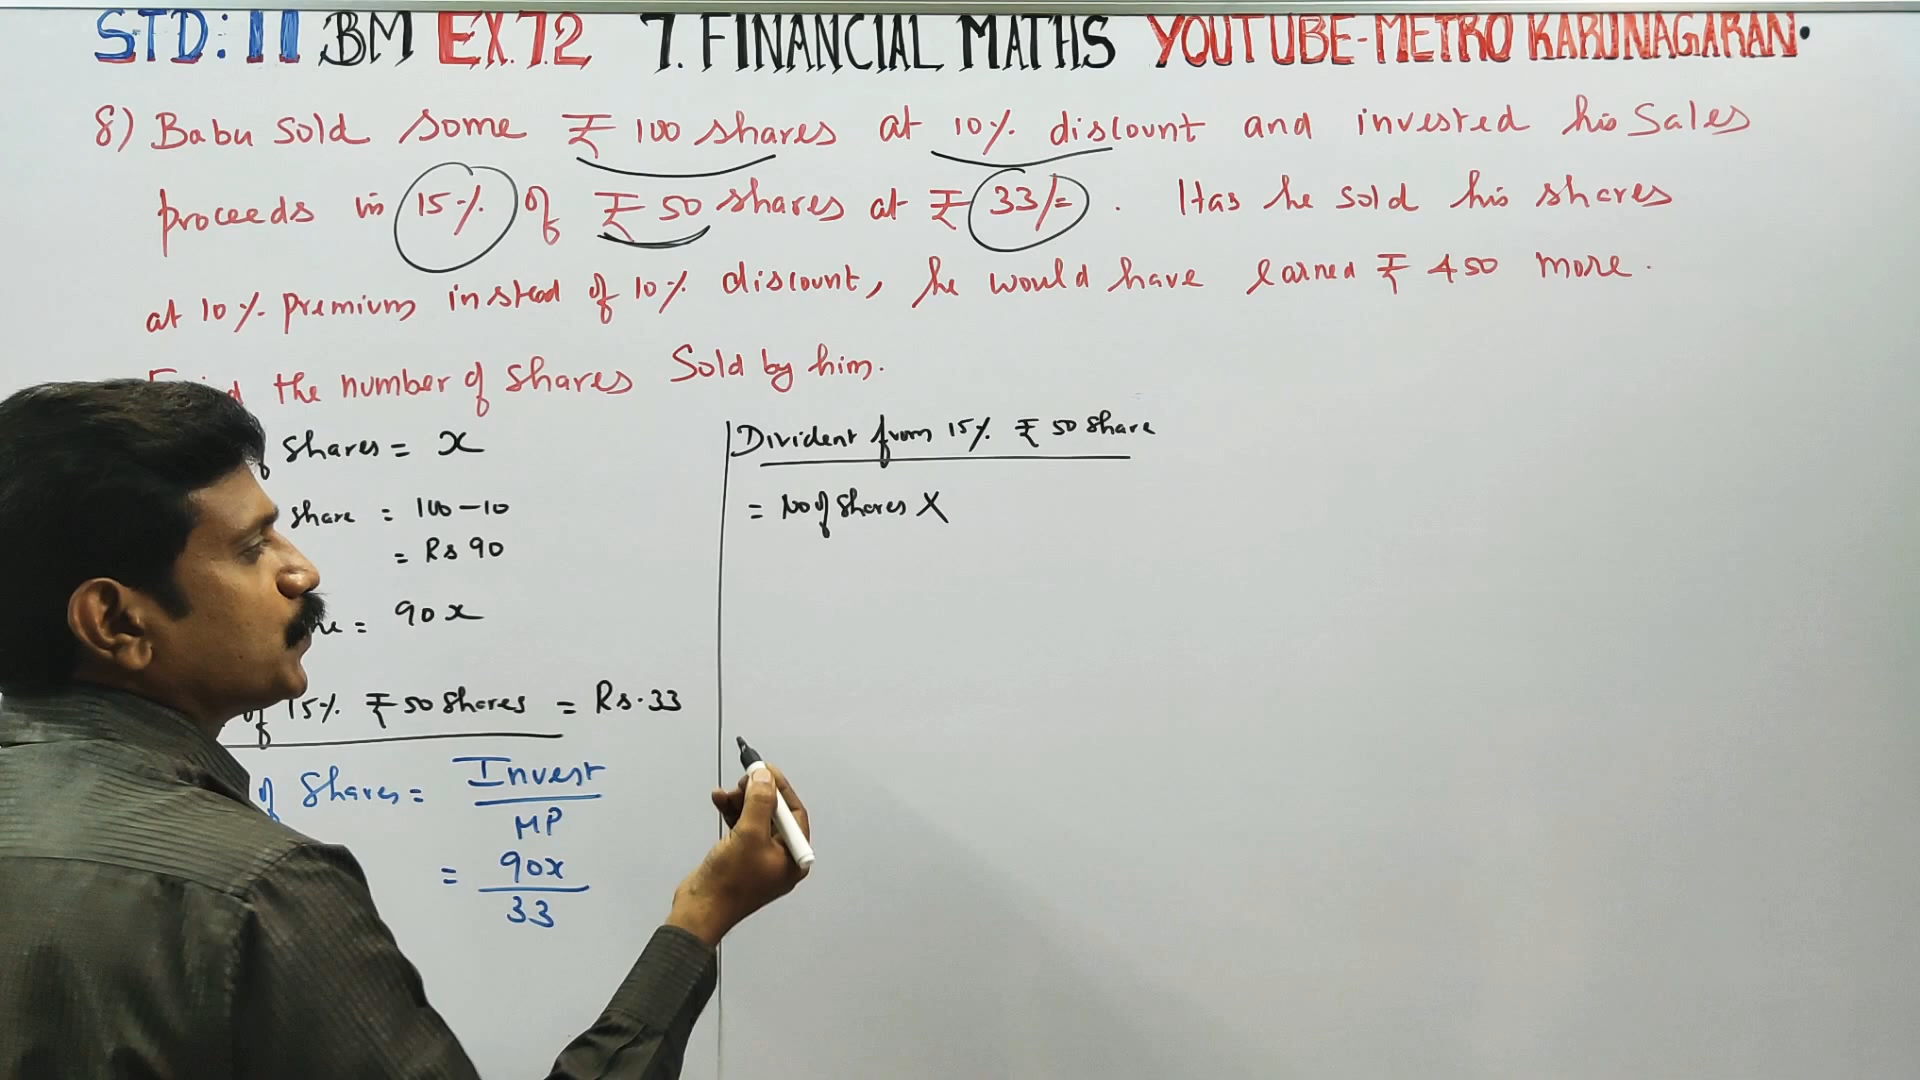 STD: 11 BM EX.7.2 7. FINANCIAL MATHS YOUTUBE-METRO KARUNAGARAN.
8) Babu sold some ₹ 100 shares at 10% discount and invested his Sales
proceeds in 15% of ₹ 50 shares at ₹ 33/= . Has he sold his shares
at 10% premium instead of 10% discount, he would have earned ₹ 450 more.
the number of shares Sold by him.
shares = x
share = 100-10
= Rs 90
= 90x
of 15% ₹ 50 Shares = Rs.33
of Shares = Invest
MP
= 90x
33
Divident from 15% ₹ 50 Share
= No of Shares X